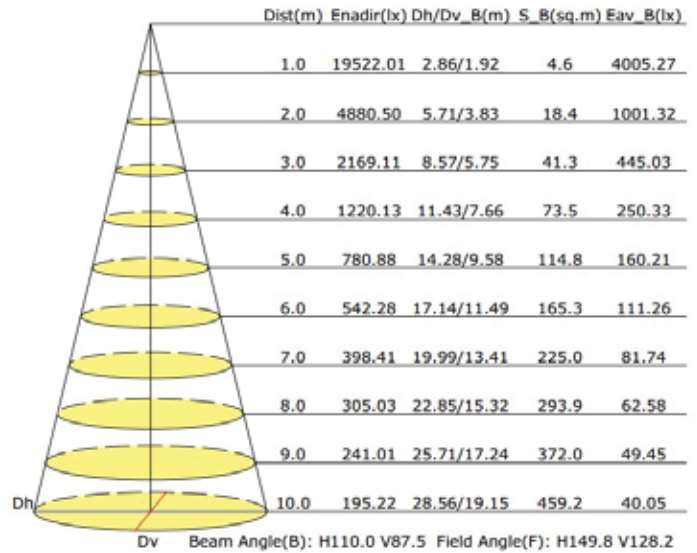 Dist(m) Enadir(lx) Dh/Dv_B(m) S_B(sq.m) Eav_B(lx)
1.0 19522.01 2.86/1.92 4.6 4005.27
2.0 4880.50 5.71/3.83 18.4 1001.32
3.0 2169.11 8.57/5.75 41.3 445.03
4.0 1220.13 11.43/7.66 73.5 250.33
5.0 780.88 14.28/9.58 114.8 160.21
6.0 542.28 17.14/11.49 165.3 111.26
7.0 398.41 19.99/13.41 225.0 81.74
8.0 305.03 22.85/15.32 293.9 62.58
9.0 241.01 25.71/17.24 372.0 49.45
Dh 10.0 195.22 28.56/19.15 459.2 40.05
Dv Beam Angle(B): H110.0 V87.5 Field Angle(F): H149.8 V128.2